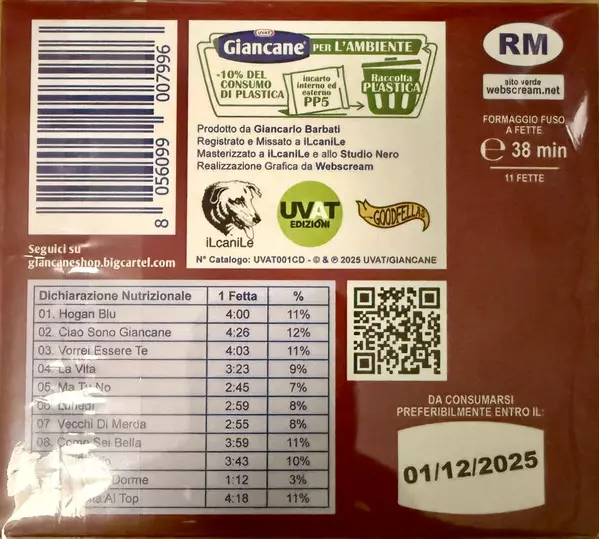 8 056099 007996
Seguici su
giancaneshop.bigcartel.com
UVAT
Giancane® PER L'AMBIENTE
-10% DEL
CONSUMO
DI PLASTICA
incarto
interno ed
esterno
PP5
Raccolta
PLASTICA
Prodotto da Giancarlo Barbati
Registrato e Missato a iLcaniLe
Masterizzato a iLcaniLe e allo Studio Nero
Realizzazione Grafica da Webscream
iLcaniLe
UVAT
EDIZIONI
GOODFELLAS
N° Catalogo: UVAT001CD - © & ℗ 2025 UVAT/GIANCANE
RM
sito verde
webscream.net
FORMAGGIO FUSO
A FETTE
℮ 38 min
11 FETTE
Dichiarazione Nutrizionale 1 Fetta %
01. Hogan Blu 4:00 11%
02. Ciao Sono Giancane 4:26 12%
03. Vorrei Essere Te 4:03 11%
04. La Vita 3:23 9%
05. Ma Tu No 2:45 7%
06. Lunedì 2:59 8%
07 Vecchi Di Merda 2:55 8%
08. Come Sei Bella 3:59 11%
3:43 10%
Dorme 1:12 3%
Al Top 4:18 11%
DA CONSUMARSI
PREFERIBILMENTE ENTRO IL:
01/12/2025